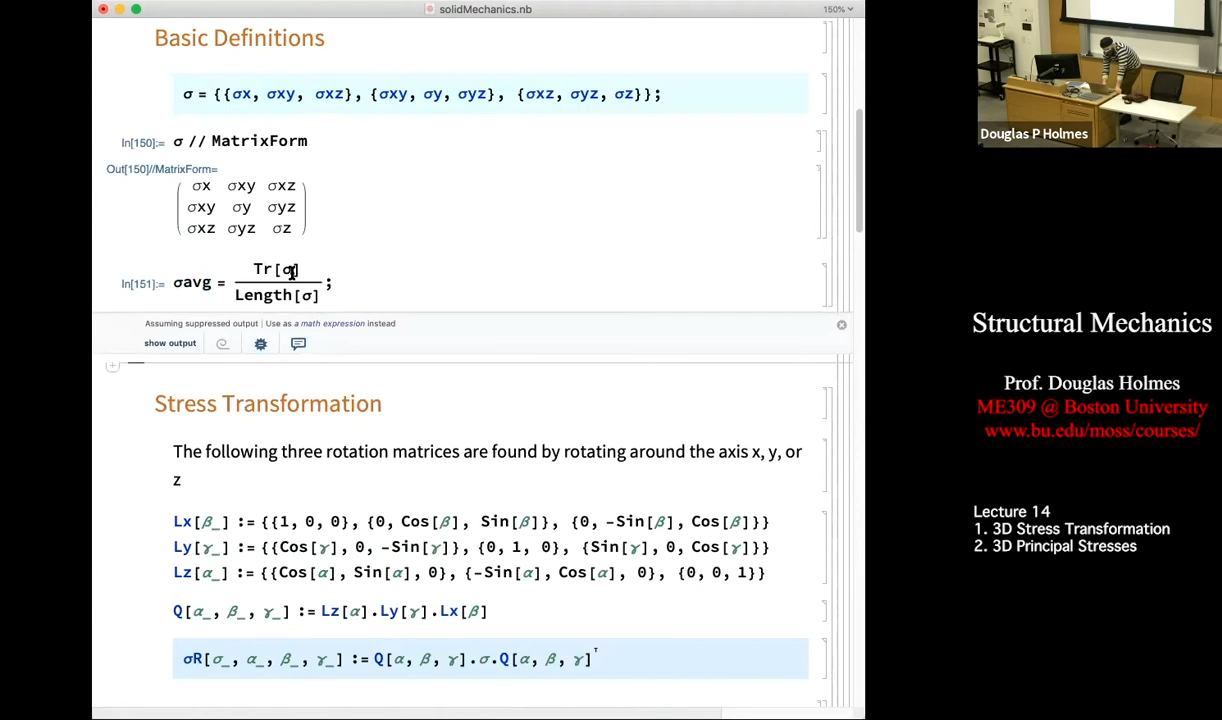 solidMechanics.nb
150%
Basic Definitions
σ = {{σx, σxy, σxz}, {σxy, σy, σyz}, {σxz, σyz, σz}};
In[150]:= σ // MatrixForm
Out[150]//MatrixForm=
σx σxy σxz
σxy σy σyz
σxz σyz σz
Tr[σ]
In[151]:= σavg = ;
Length[σ]
Assuming suppressed output | Use as a math expression instead
show output
Stress Transformation
The following three rotation matrices are found by rotating around the axis x, y, or
z
Lx[β_] := {{1, 0, 0}, {0, Cos[β], Sin[β]}, {0, -Sin[β], Cos[β]}}
Ly[γ_] := {{Cos[γ], 0, -Sin[γ]}, {0, 1, 0}, {Sin[γ], 0, Cos[γ]}}
Lz[α_] := {{Cos[α], Sin[α], 0}, {-Sin[α], Cos[α], 0}, {0, 0, 1}}
Q[α_, β_, γ_] := Lz[α].Ly[γ].Lx[β]
σR[σ_, α_, β_, γ_] := Q[α, β, γ].σ.Q[α, β, γ]ᵀ
Douglas P Holmes
Structural Mechanics
Prof. Douglas Holmes
ME309 @ Boston University
www.bu.edu/moss/courses/
Lecture 14
1. 3D Stress Transformation
2. 3D Principal Stresses